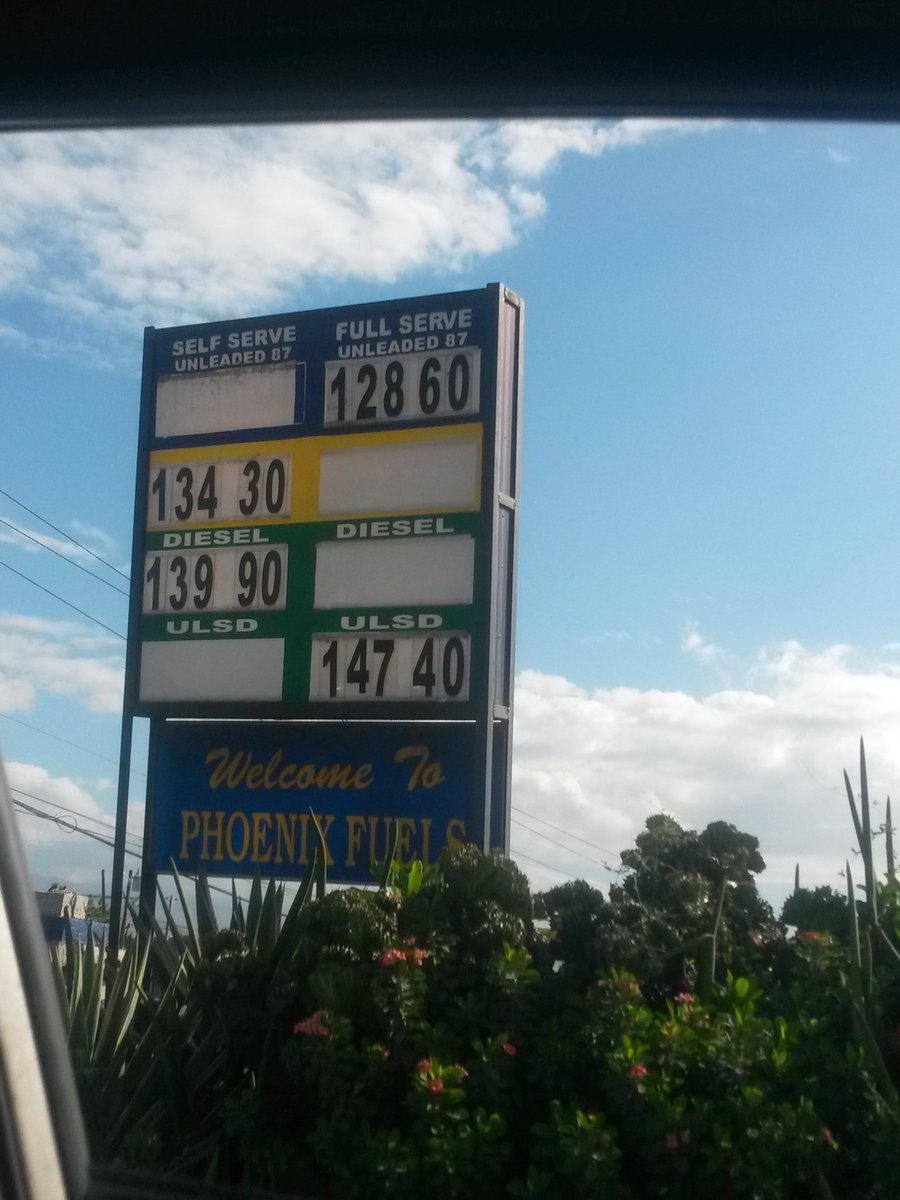 SELF SERVE
UNLEADED 87
FULL SERVE
UNLEADED 87
128 60
134 30
DIESEL
139 90
DIESEL
ULSD
ULSD
147 40
Welcome To
PHOENIX FUELS